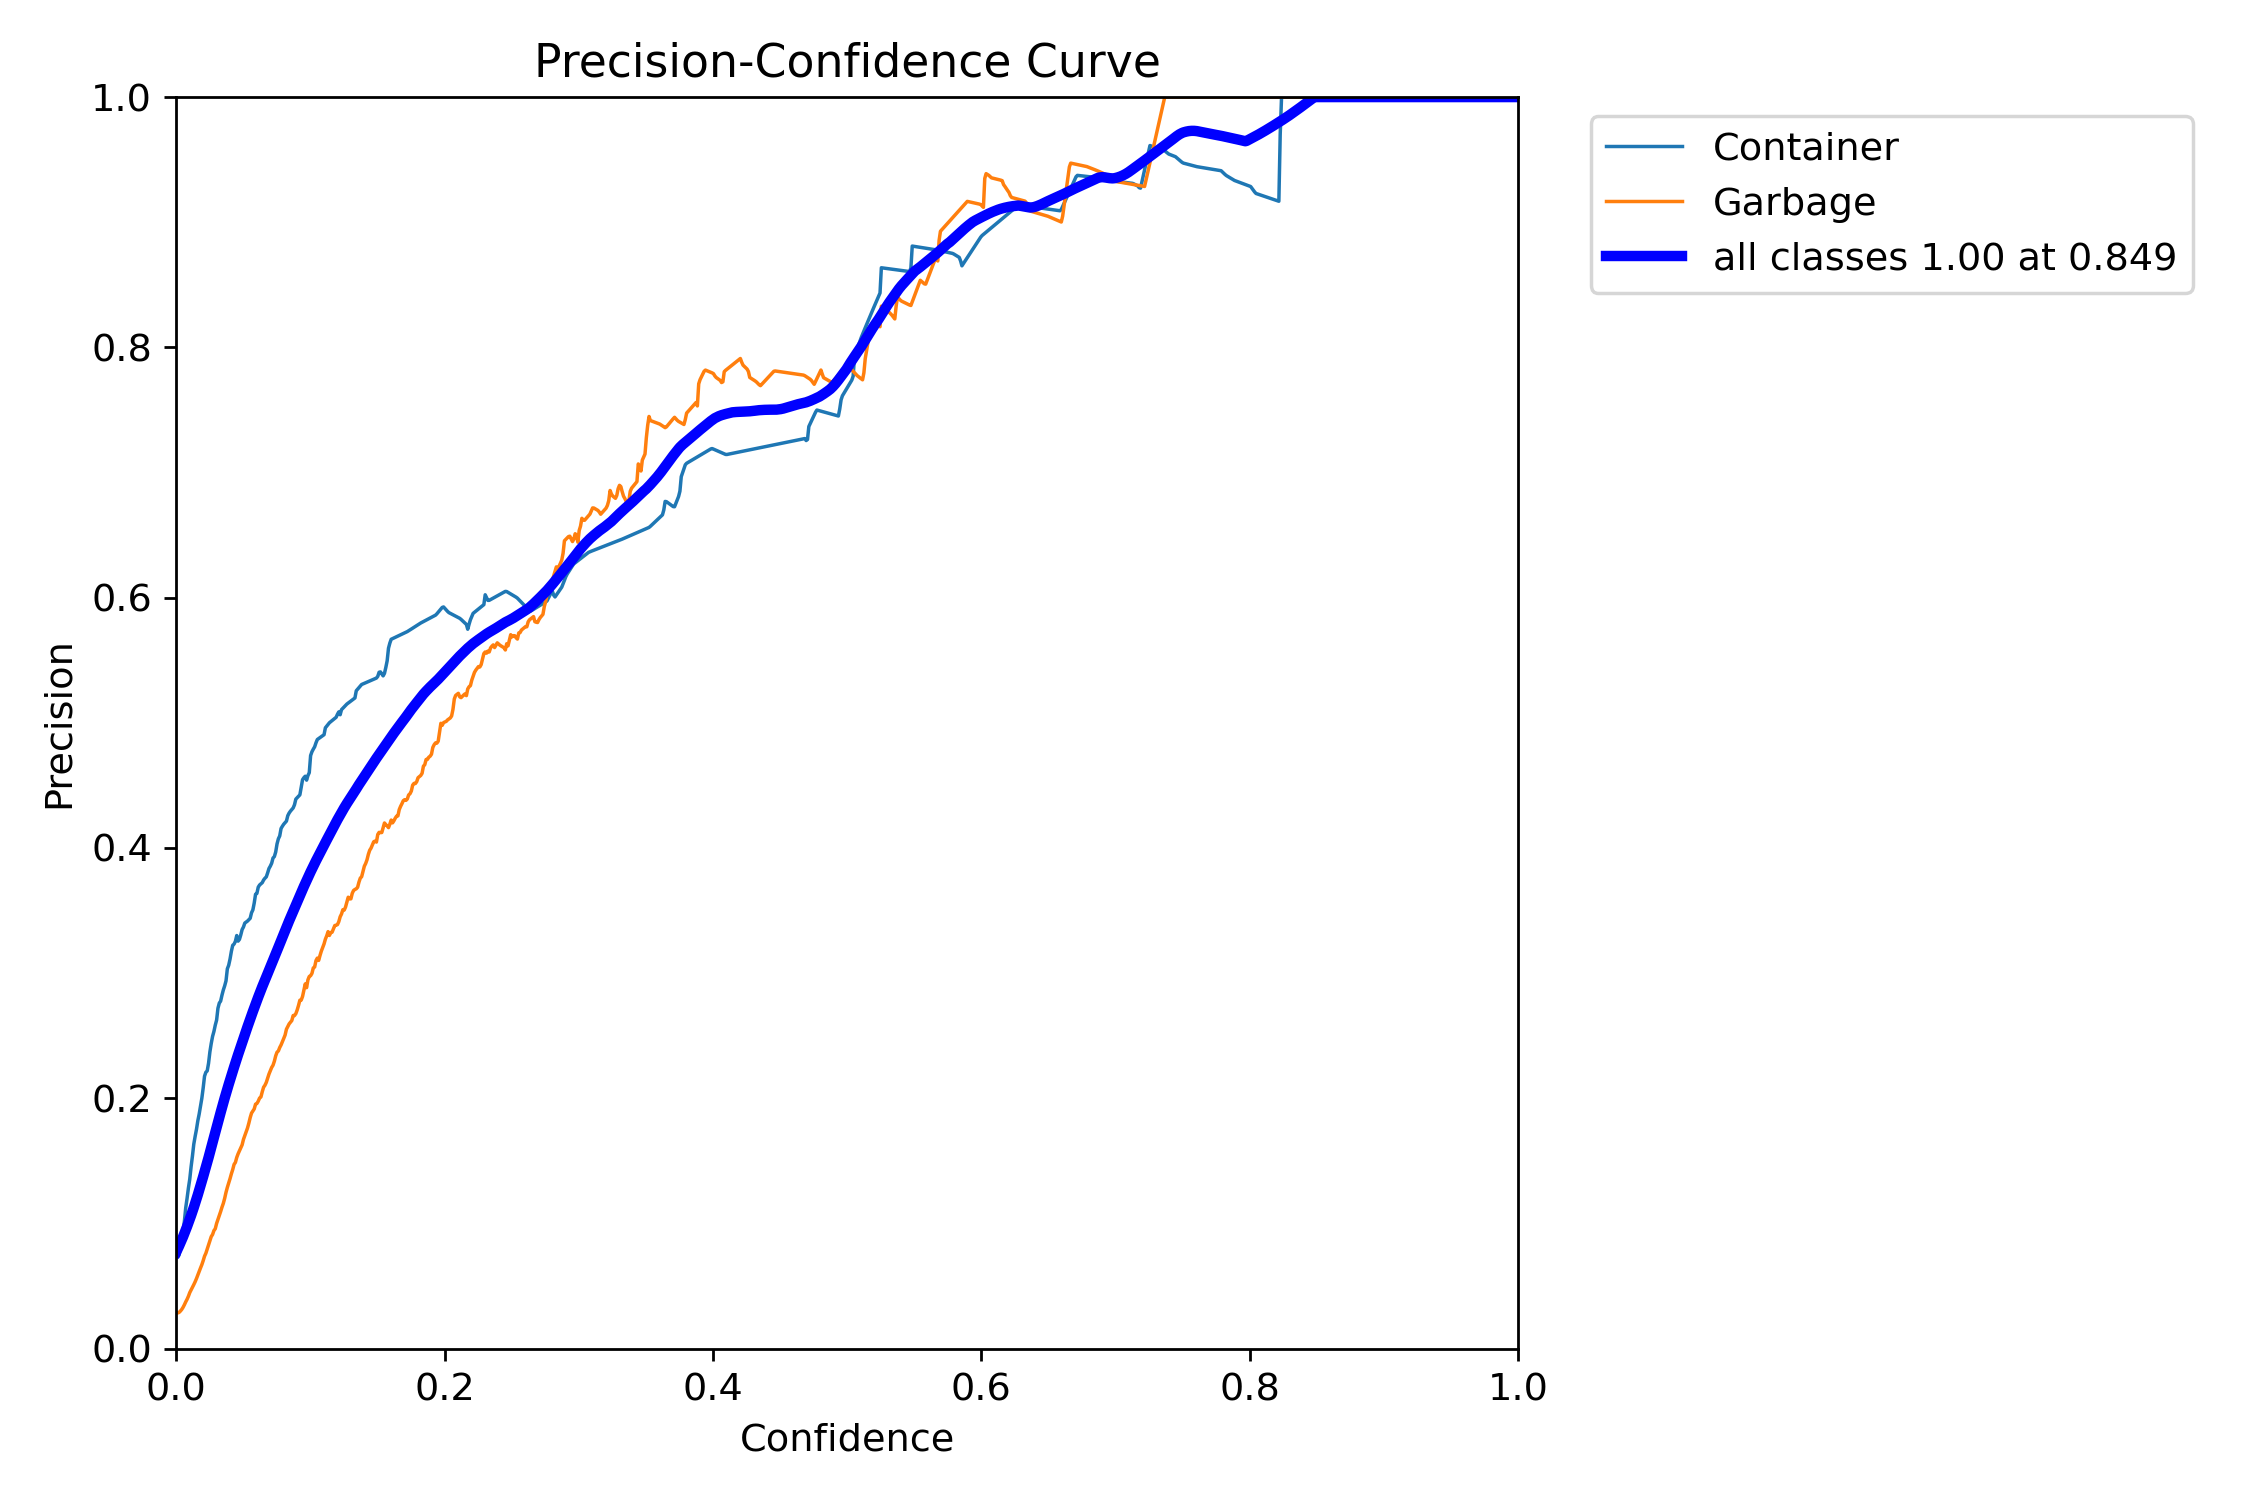 Precision-Confidence Curve
1.0
0.8
0.6
0.4
0.2
0.0
Precision
0.0 0.2 0.4 0.6 0.8 1.0
Confidence
Container
Garbage
all classes 1.00 at 0.849